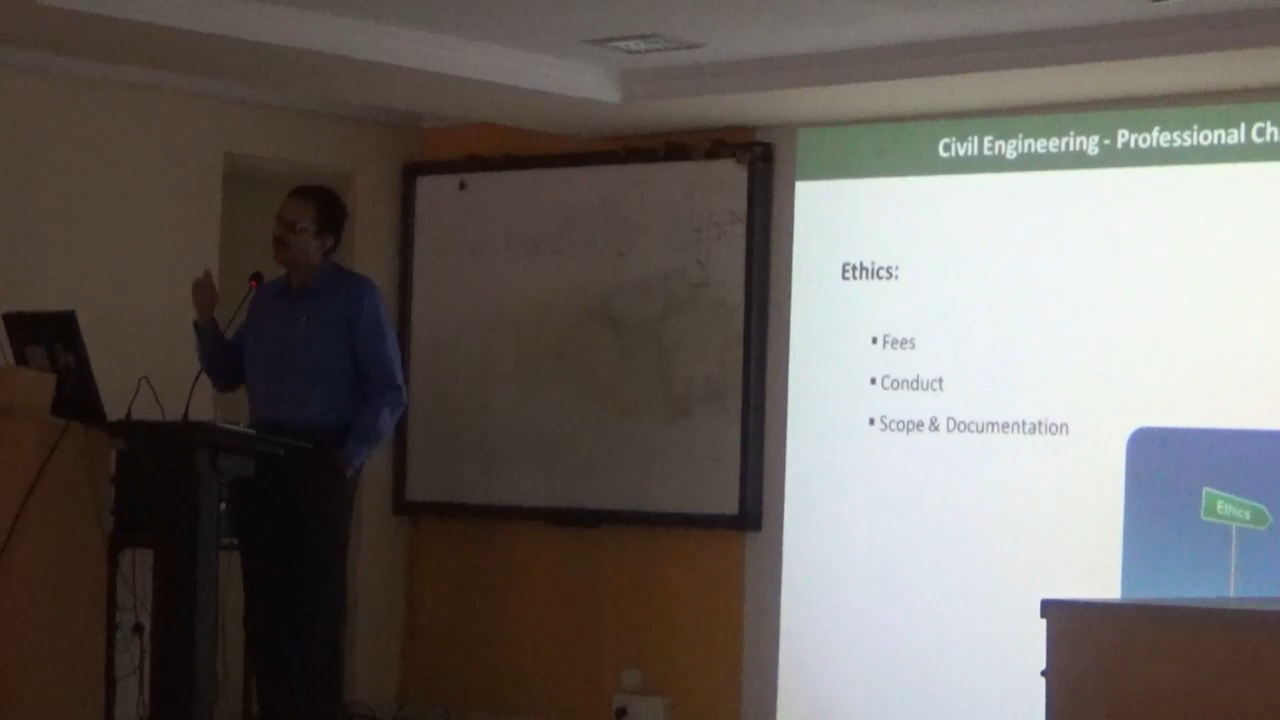 Civil Engineering - Professional Ch
Ethics:
▪ Fees
▪ Conduct
▪ Scope & Documentation
Ethics